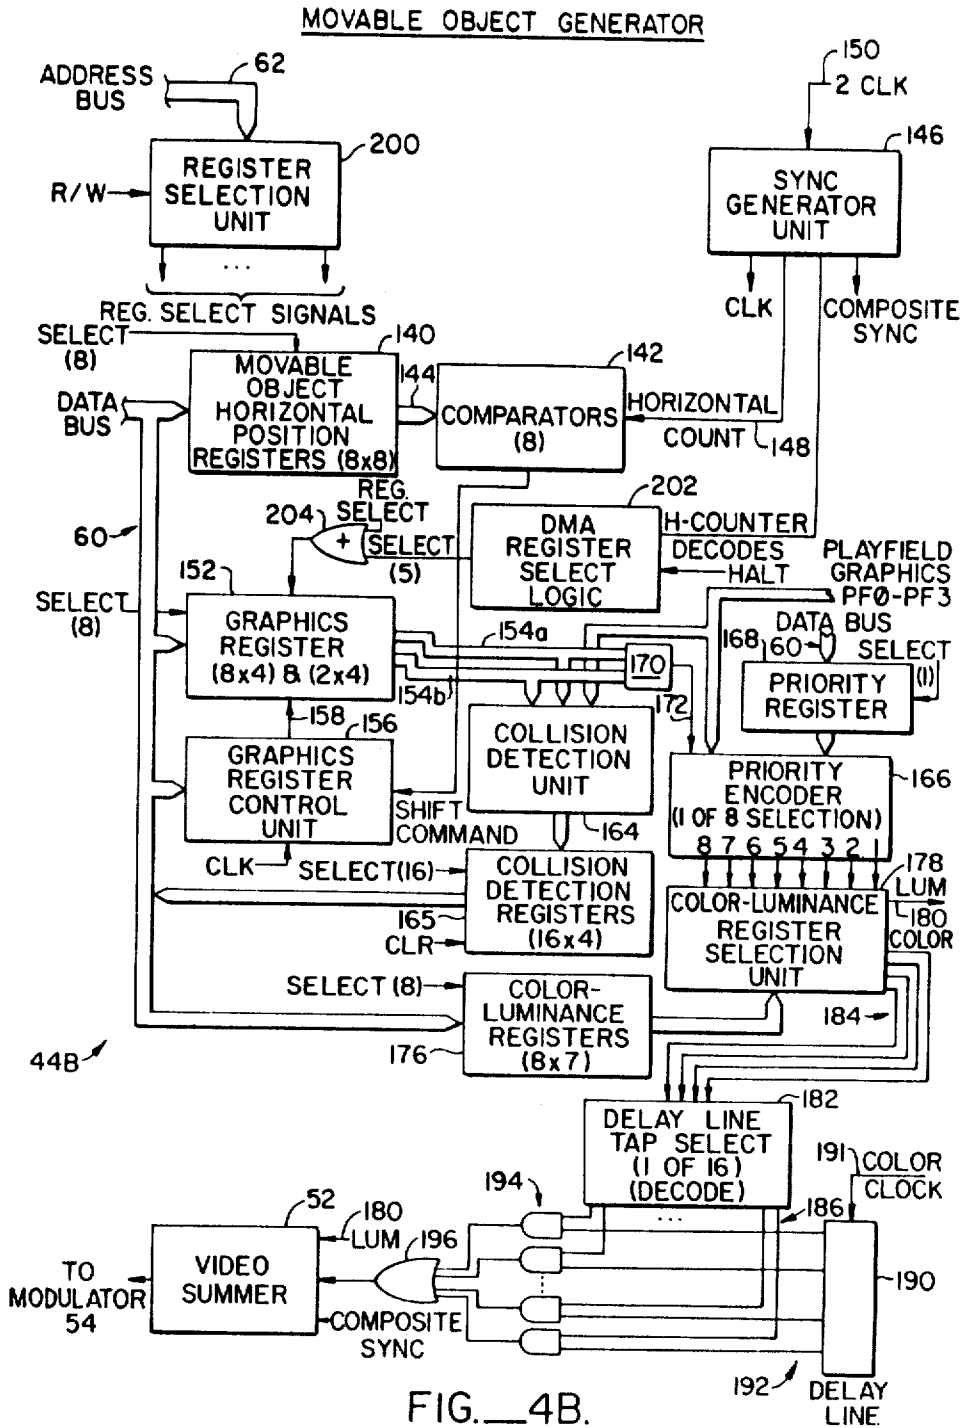 MOVABLE OBJECT GENERATOR
ADDRESS
BUS
62
150
2 CLK
200
REGISTER
SELECTION
UNIT
R/W
146
SYNC
GENERATOR
UNIT
...
REG. SELECT SIGNALS
CLK
COMPOSITE
SYNC
SELECT
(8)
140
MOVABLE
OBJECT
HORIZONTAL
POSITION
REGISTERS (8x8)
144
142
COMPARATORS
(8)
HORIZONTAL
COUNT
148
DATA
BUS
60
REG.
SELECT
204
+
SELECT
(5)
202
DMA
REGISTER
SELECT
LOGIC
H-COUNTER
DECODES
HALT
PLAYFIELD
GRAPHICS
PF0-PF3
SELECT
(8)
152
GRAPHICS
REGISTER
(8x4) & (2x4)
154a
154b
170
172
DATA BUS
60
168
SELECT
(1)
PRIORITY
REGISTER
158
156
GRAPHICS
REGISTER
CONTROL
UNIT
CLK
SHIFT
COMMAND
COLLISION
DETECTION
UNIT
164
PRIORITY
ENCODER
(1 OF 8 SELECTION)
8 7 6 5 4 3 2 1
166
SELECT(16)
COLLISION
DETECTION
REGISTERS
(16x4)
165
CLR
178
COLOR-LUMINANCE
REGISTER
SELECTION
UNIT
LUM
180
COLOR
184
SELECT (8)
COLOR-
LUMINANCE
REGISTERS
(8x7)
176
44B
182
DELAY LINE
TAP SELECT
(1 OF 16)
(DECODE)
...
186
191
COLOR
CLOCK
194
52
VIDEO
SUMMER
180
LUM
196
190
TO
MODULATOR
54
COMPOSITE
SYNC
192
DELAY
LINE
FIG.__4B.